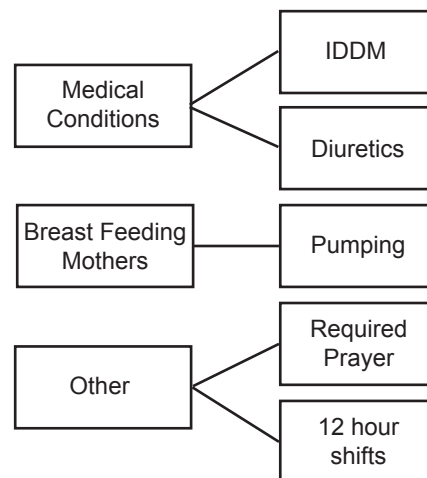 Medical
Conditions
IDDM
Diuretics
Breast Feeding
Mothers
Pumping
Other
Required
Prayer
12 hour
shifts